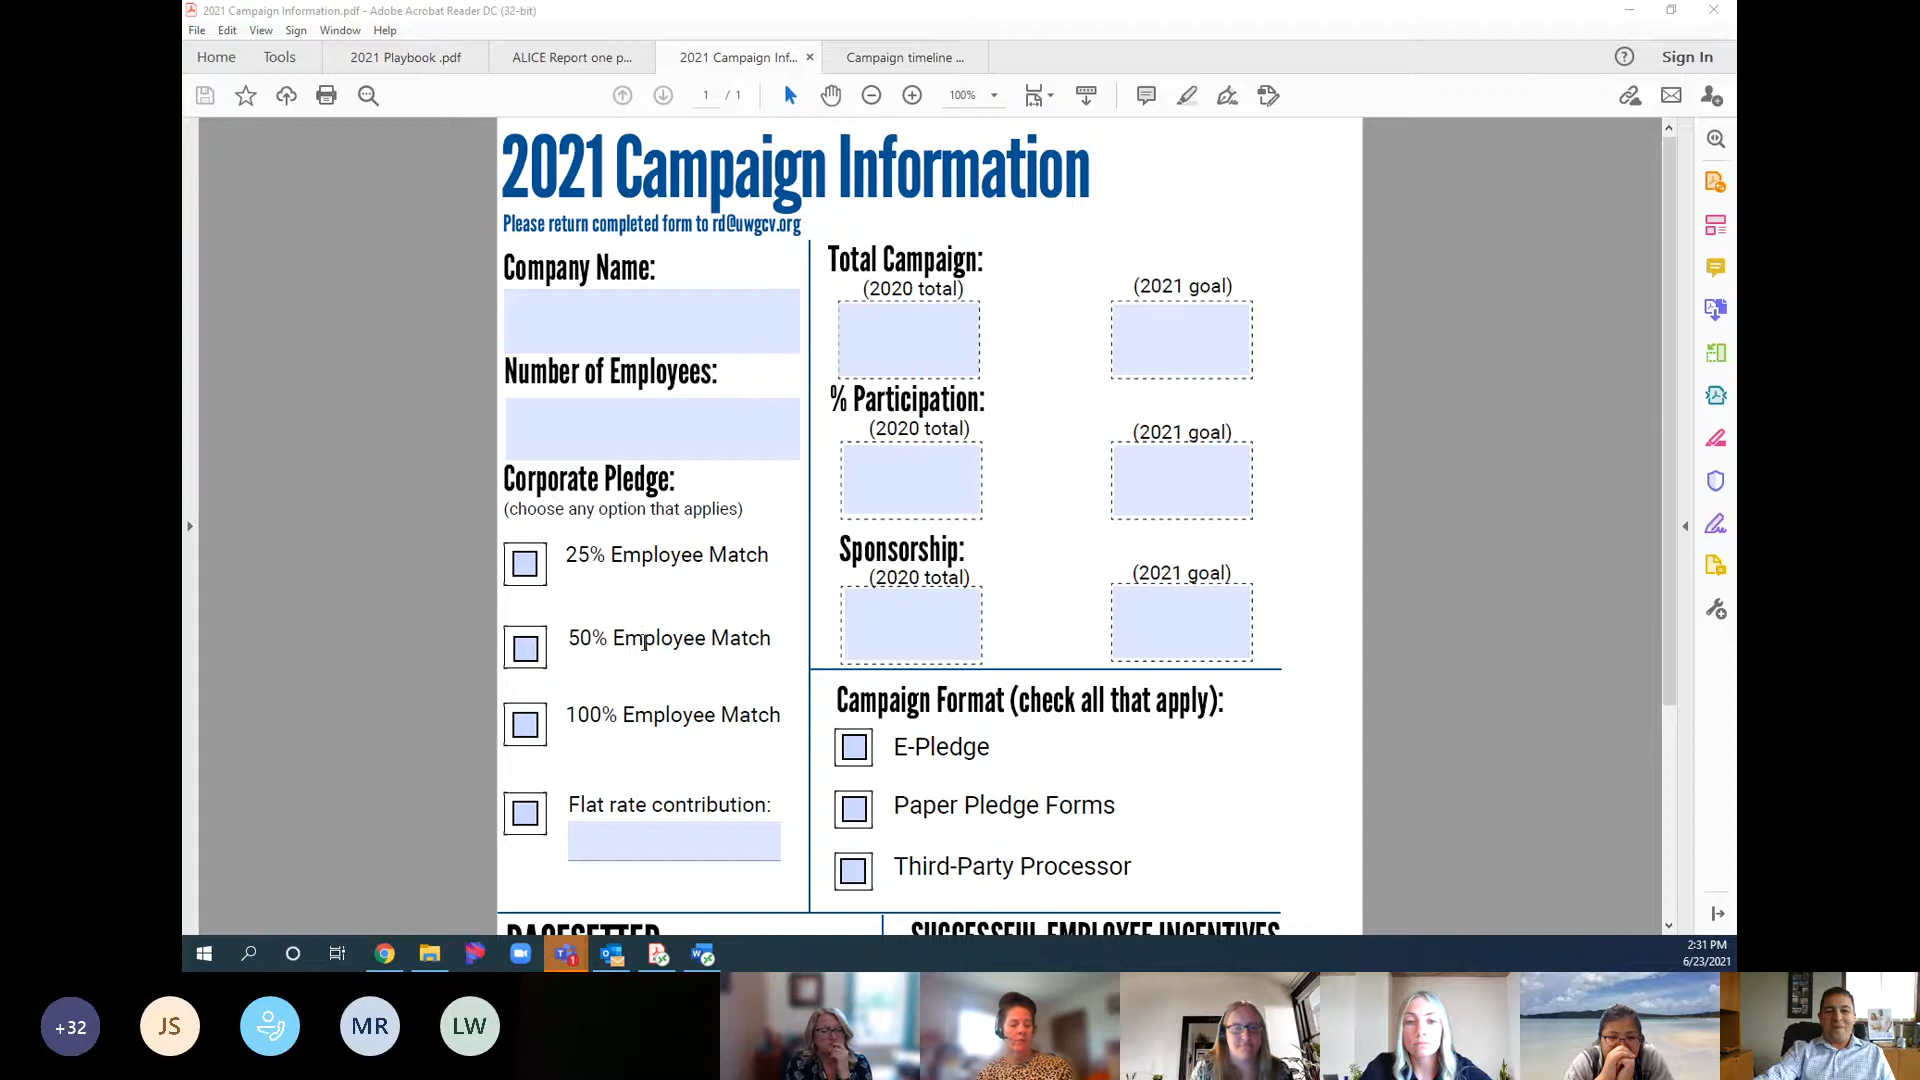 2021 Campaign Information.pdf - Adobe Acrobat Reader DC (32-bit)
File Edit View Sign Window Help
Home Tools 2021 Playbook .pdf ALICE Report one p... 2021 Campaign Inf... × Campaign timeline ... Sign In
1 / 1 100%
2021 Campaign Information
Please return completed form to rd@uwgcv.org
Company Name:
Number of Employees:
Corporate Pledge:
(choose any option that applies)
25% Employee Match
50% Employee Match
100% Employee Match
Flat rate contribution:
Total Campaign:
(2020 total) (2021 goal)
% Participation:
(2020 total) (2021 goal)
Sponsorship:
(2020 total) (2021 goal)
Campaign Format (check all that apply):
E-Pledge
Paper Pledge Forms
Third-Party Processor
PACESETTER SUCCESSFUL EMPLOYEE INCENTIVES
2:31 PM
6/23/2021
+32 JS MR LW